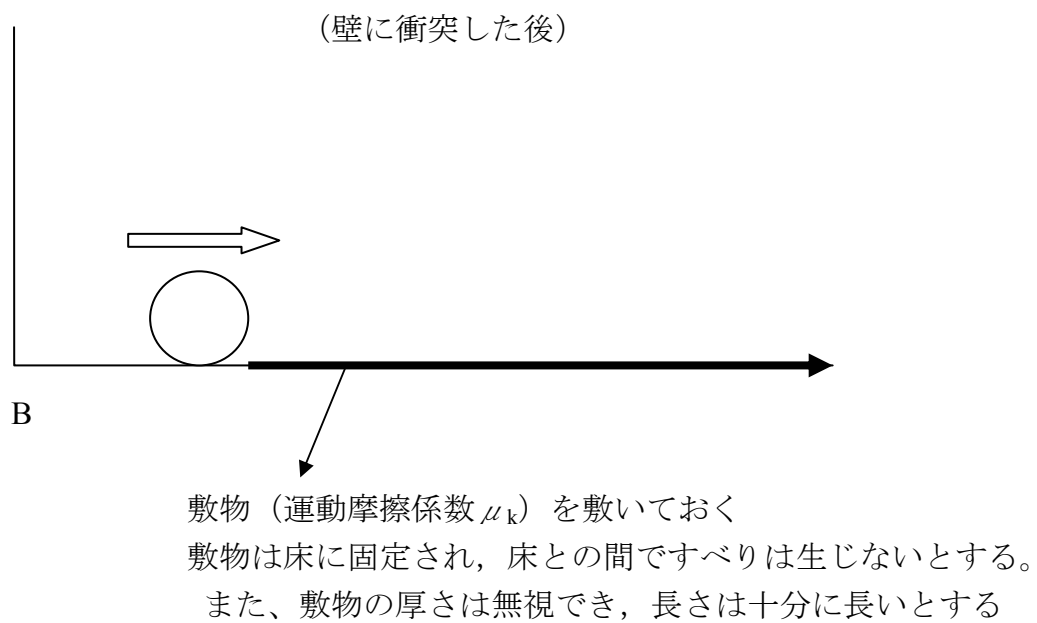 （壁に衝突した後）
B
敷物（運動摩擦係数μk）を敷いておく
敷物は床に固定され，床との間ですべりは生じないとする。
また、敷物の厚さは無視でき，長さは十分に長いとする